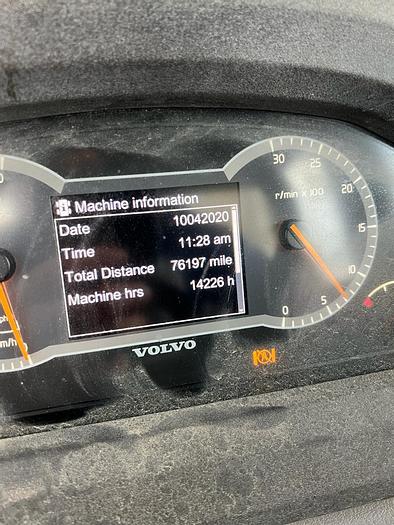 Machine information
Date 10042020
Time 11:28 am
Total Distance 76197 mile
Machine hrs 14226 h
30
25
r/min x 100
20
15
10
5
0
m/h
VOLVO